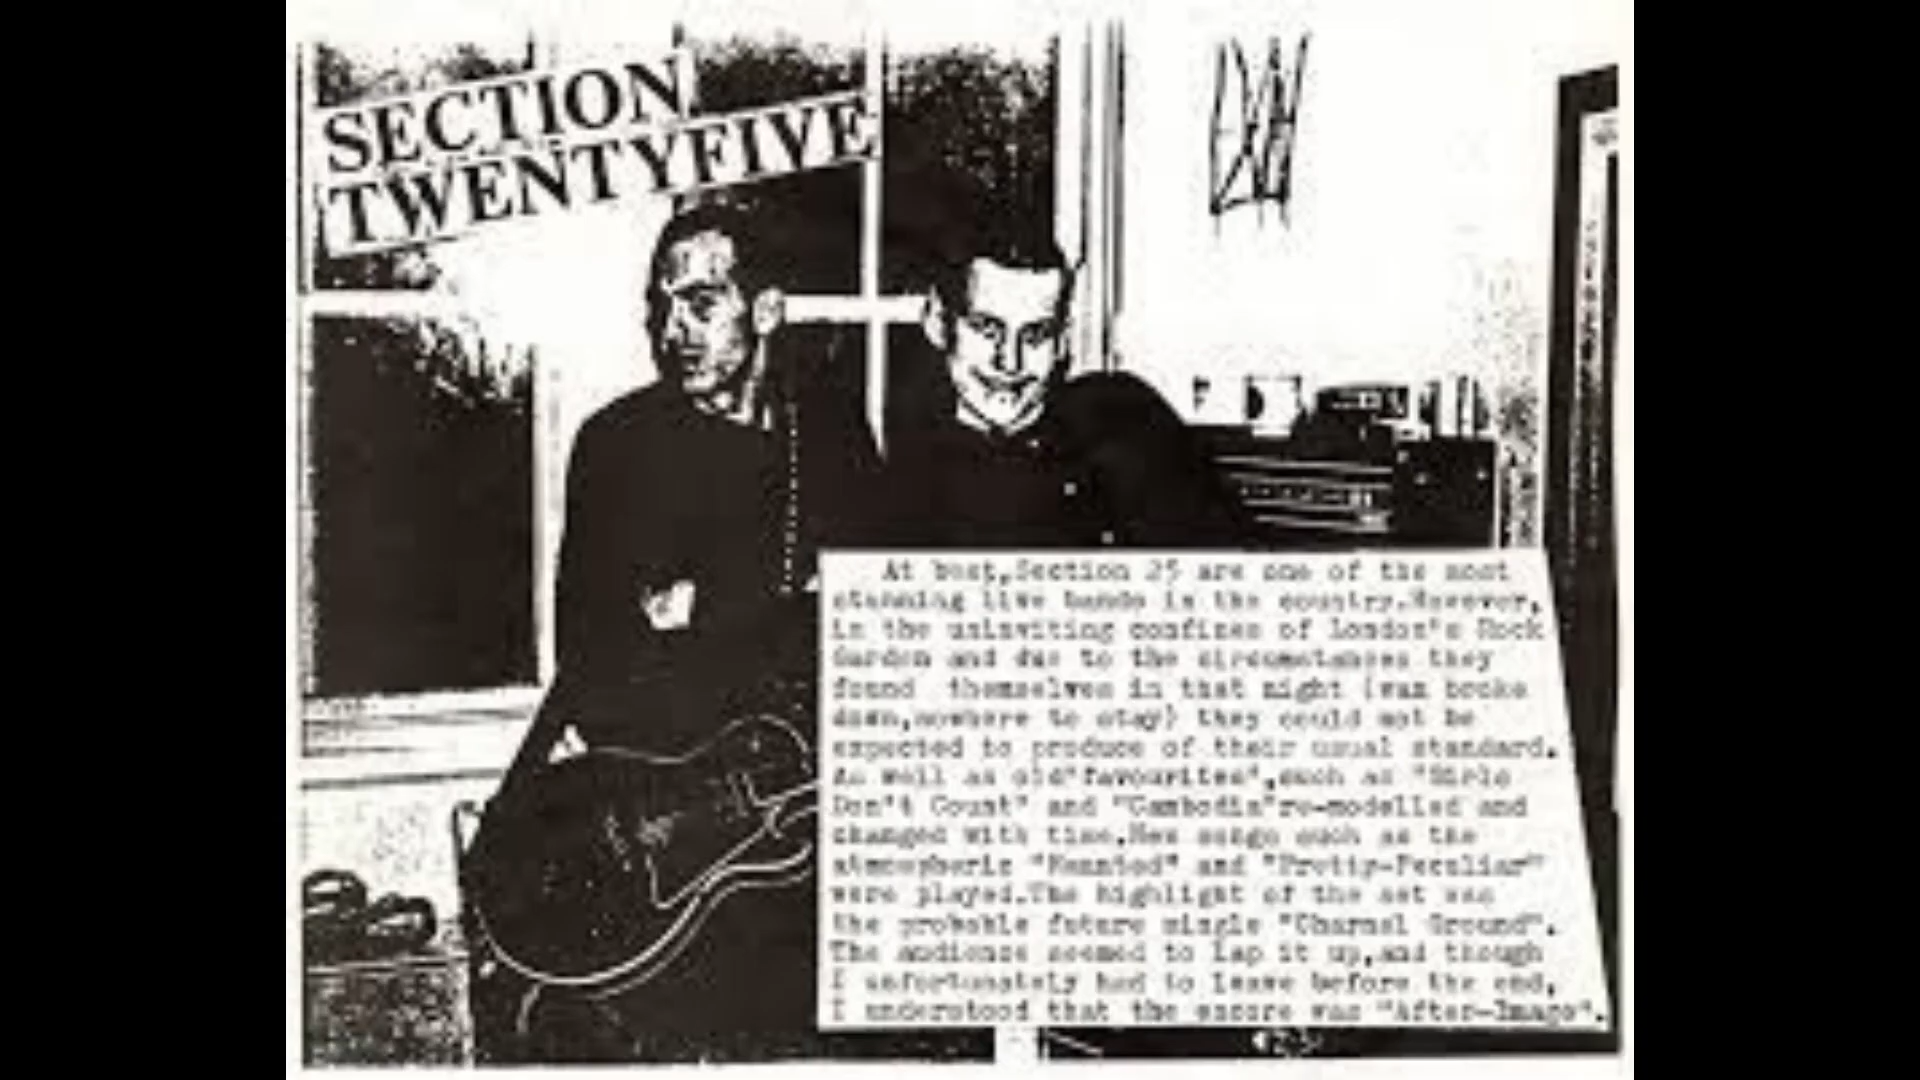 SECTION
TWENTYFIVE
At best,Section 25 are one of the most
stunning live bands in the country.However,
in the uninviting confines of London's Rock
Garden and due to the circumstances they
found themselves in that night (van broke
down,nowhere to stay) they could not be
expected to produce of their usual standard.
As well as old"favourites",such as "Girls
Don't Count" and "Cambodia"re-modelled and
changed with time.New songs such as the
atmospheric "Haunted" and "Pretty-Peculiar"
were played.The highlight of the set was
the probable future single "Charnel Ground".
The audience seemed to lap it up,and though
I unfortunately had to leave before the end,
I understood that the encore was "After-Image".